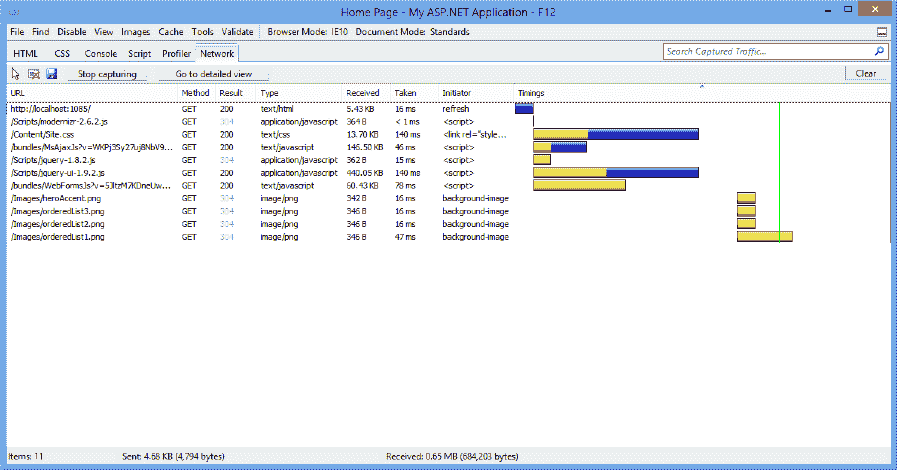 Home Page - My ASP.NET Application - F12
File Find Disable View Images Cache Tools Validate Browser Mode: IE10 Document Mode: Standards
HTML CSS Console Script Profiler Network Search Captured Traffic...
Stop capturing Go to detailed view Clear
URL Method Result Type Received Taken Initiator Timings
http://localhost:1085/ GET 200 text/html 5.43 KB 16 ms refresh
/Scripts/modernizr-2.6.2.js GET 304 application/javascript 364 B < 1 ms <script>
/Content/Site.css GET 200 text/css 13.70 KB 140 ms <link rel="style...
/bundles/MsAjaxJs?v= GET 200 text/javascript 146.50 KB 46 ms <script>
/Scripts/jquery-1.8.2.js GET 304 application/javascript 362 B 15 ms <script>
/Scripts/jquery-ui-1.9.2.js GET 200 application/javascript 440.05 KB 140 ms <script>
/bundles/WebFormsJs?v= GET 200 text/javascript 60.43 KB 78 ms <script>
/Images/heroAccent.png GET 304 image/png 342 B 16 ms background-image
/Images/orderedList3.png GET 304 image/png 346 B 16 ms background-image
/Images/orderedList2.png GET 304 image/png 346 B 16 ms background-image
/Images/orderedList1.png GET 304 image/png 346 B 47 ms background-image
Items: 11 Sent: 4.68 KB (4,794 bytes) Received: 0.65 MB (684,203 bytes)